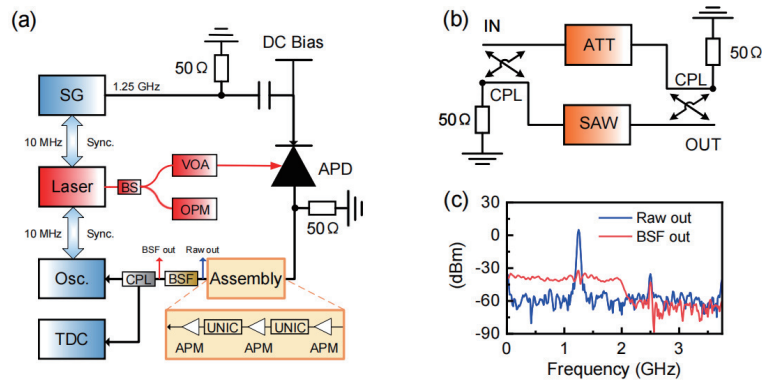 (a)
DC Bias
50 Ω
SG
1.25 GHz
10 MHz
Sync.
Laser
BS
VOA
OPM
APD
50 Ω
10 MHz
Sync.
BSF out
Raw out
Osc.
CPL
BSF
Assembly
TDC
UNIC
UNIC
APM
APM
APM
(b)
IN
ATT
50 Ω
CPL
CPL
50 Ω
SAW
OUT
(c)
Raw out
BSF out
(dBm)
30
0
-30
-60
-90
0
1
2
3
Frequency (GHz)